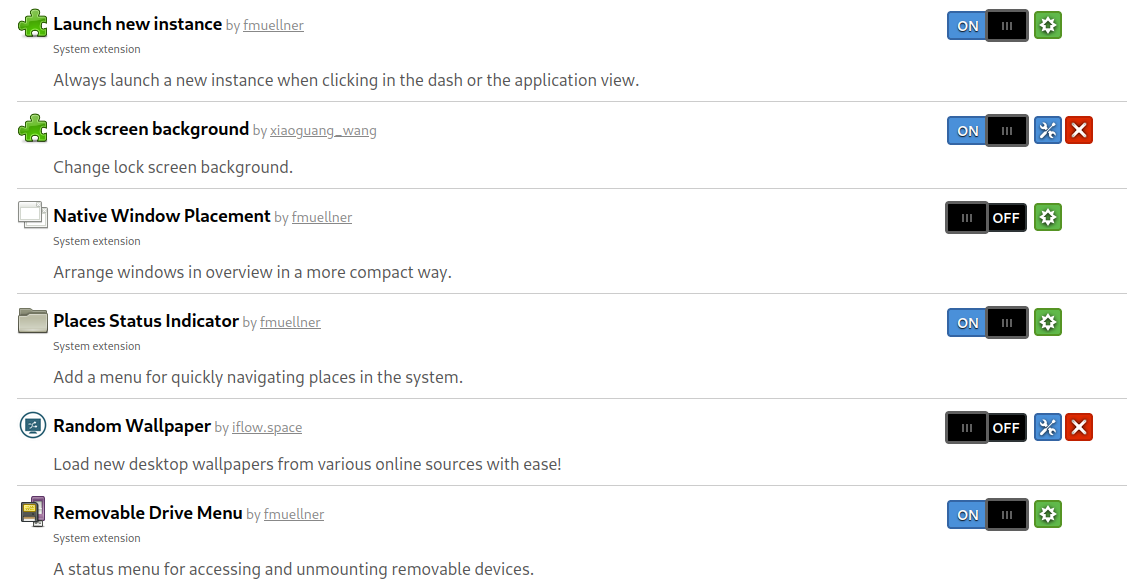 Launch new instance by fmuellner ON
System extension
Always launch a new instance when clicking in the dash or the application view.
Lock screen background by xiaoguang_wang ON
Change lock screen background.
Native Window Placement by fmuellner OFF
System extension
Arrange windows in overview in a more compact way.
Places Status Indicator by fmuellner ON
System extension
Add a menu for quickly navigating places in the system.
Random Wallpaper by iflow.space OFF
Load new desktop wallpapers from various online sources with ease!
Removable Drive Menu by fmuellner ON
System extension
A status menu for accessing and unmounting removable devices.